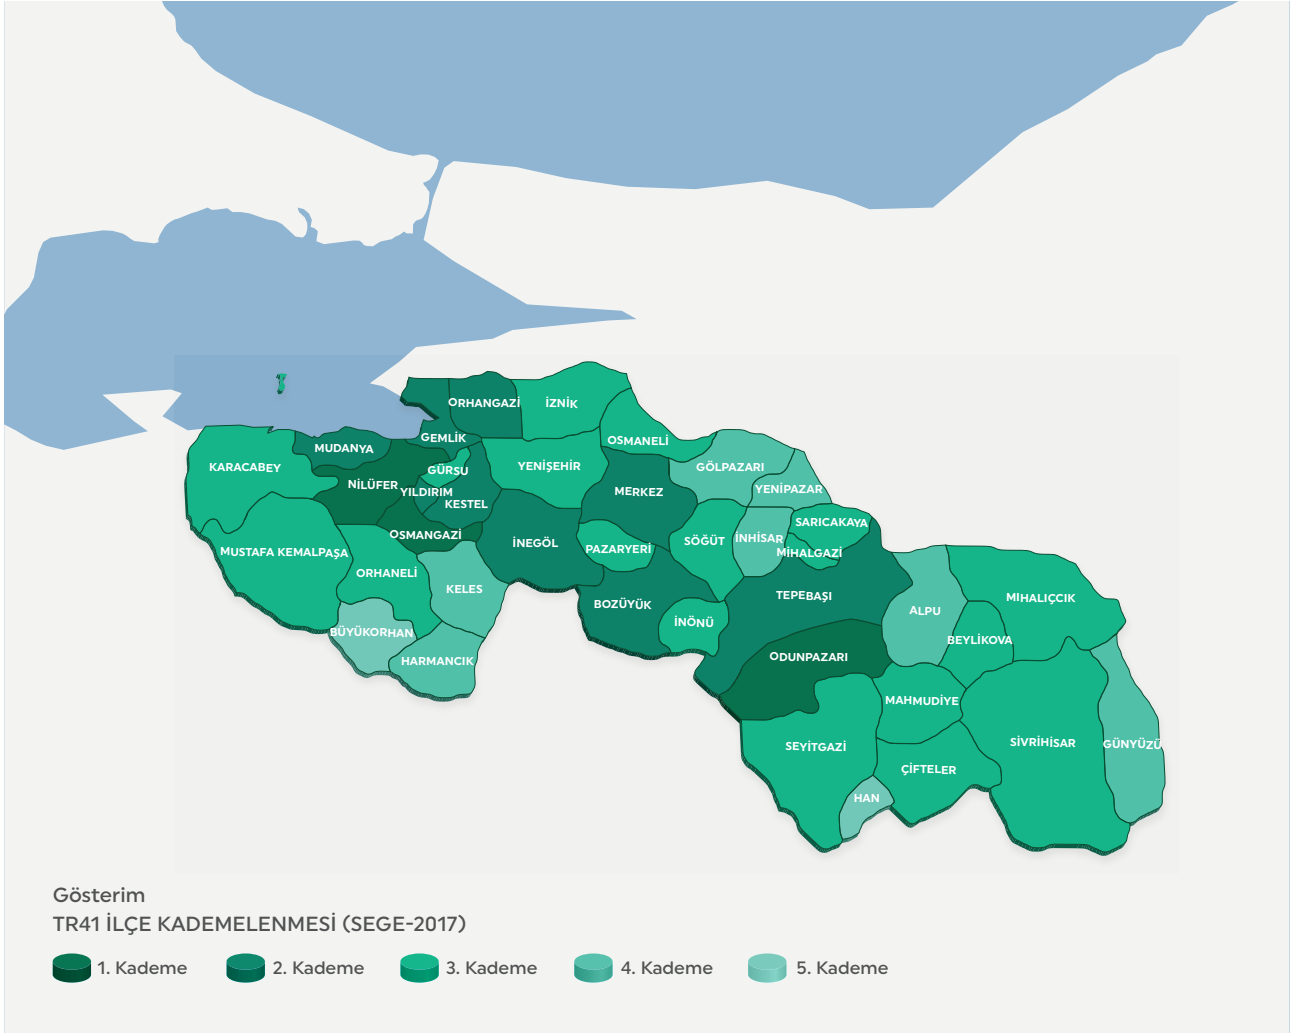 ORHANGAZİ
İZNİK
GEMLİK
OSMANELİ
MUDANYA
KARACABEY
GÜRSU
YENİŞEHİR
GÖLPAZARI
NİLÜFER
YILDIRIM
KESTEL
MERKEZ
YENİPAZAR
OSMANGAZİ
İNEGÖL
PAZARYERİ
SÖĞÜT
İNHİSAR
SARICAKAYA
MİHALGAZİ
MUSTAFA KEMALPAŞA
ORHANELİ
KELES
BOZÜYÜK
TEPEBAŞI
ALPU
MIHALIÇCIK
BÜYÜKORHAN
İNÖNÜ
BEYLİKOVA
HARMANCIK
ODUNPAZARI
MAHMUDİYE
SEYİTGAZİ
SİVRİHİSAR
GÜNYÜZÜ
ÇİFTELER
HAN
Gösterim
TR41 İLÇE KADEMELENMESİ (SEGE-2017)
1. Kademe 2. Kademe 3. Kademe 4. Kademe 5. Kademe